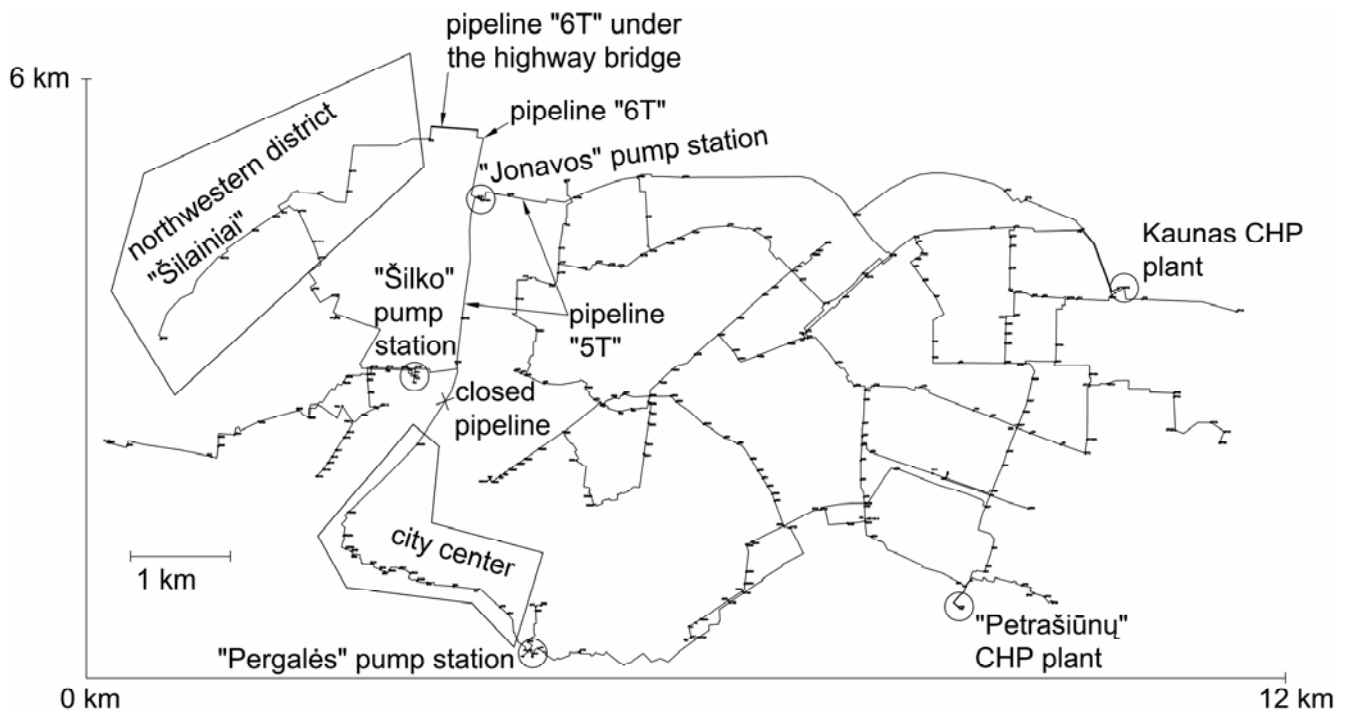 pipeline "6T" under
the highway bridge
6 km
pipeline "6T"
"Jonavos" pump station
northwestern district
"Šilainiai"
Kaunas CHP
plant
"Šilko"
pump
station
pipeline
"5T"
closed
pipeline
city center
1 km
"Pergalės" pump station
"Petrašiūnų"
CHP plant
0 km
12 km